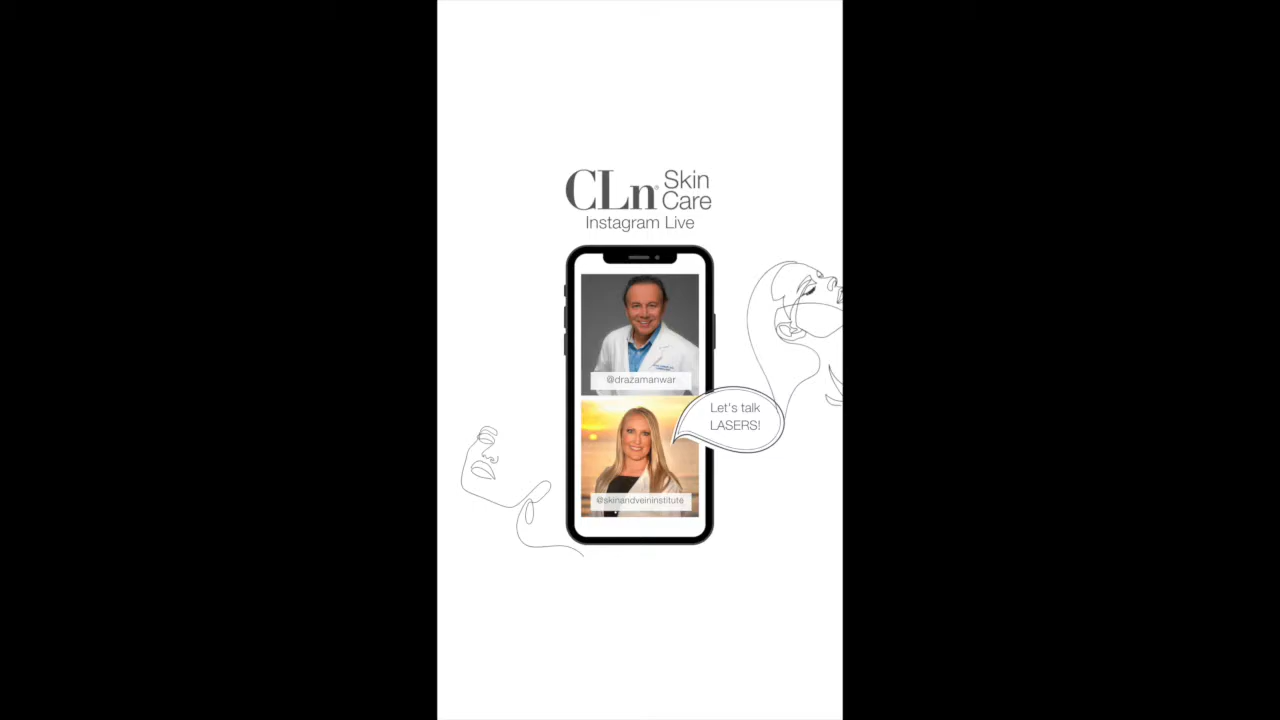 CLn® Skin
Care
Instagram Live
@drazamanwar
Let's talk
LASERS!
@skinandveininstitute